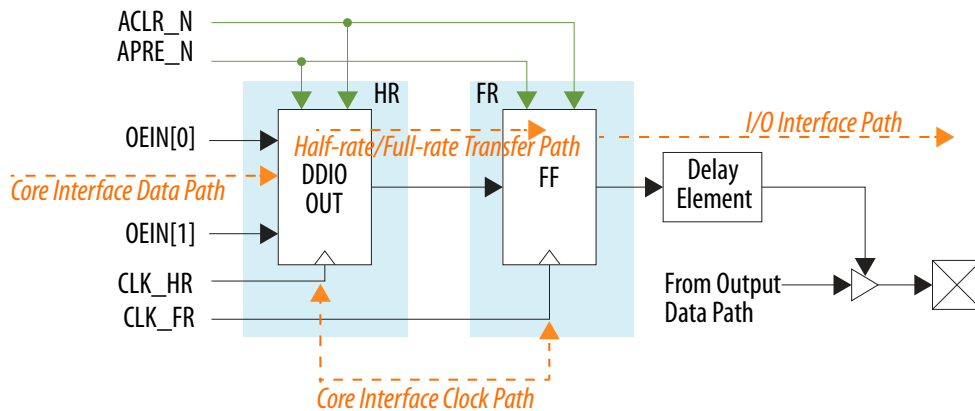 ACLR_N
APRE_N
HR
FR
OEIN[0]
I/O Interface Path
Half-rate/Full-rate Transfer Path
Core Interface Data Path
DDIO
OUT
FF
Delay
Element
OEIN[1]
CLK_HR
CLK_FR
From Output
Data Path
Core Interface Clock Path